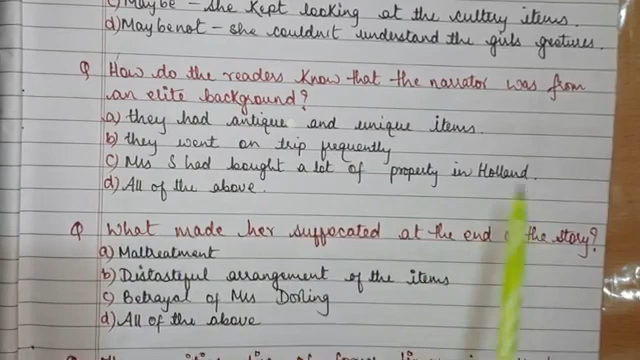 c) Maybe - she kept looking at the cultery items.
d) Maybe not - she couldn't understand the girls gestures.
Q How do the readers know that the narrator was from
an elite background?
a) they had antique and unique items.
b) they went on trip frequently
c) Mrs S had bought a lot of property in Holland.
d) All of the above.
Q What made her suffocated at the end the story?
a) Maltreatment
b) Distasteful arrangement of the items
c) Betrayal of Mrs Dorling
d) All of the above